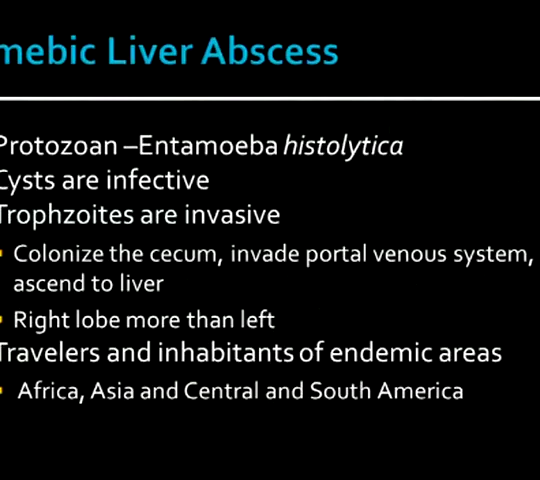 mebic Liver Abscess
Protozoan –Entamoeba histolytica
Cysts are infective
Trophzoites are invasive
Colonize the cecum, invade portal venous system,
ascend to liver
Right lobe more than left
Travelers and inhabitants of endemic areas
Africa, Asia and Central and South America